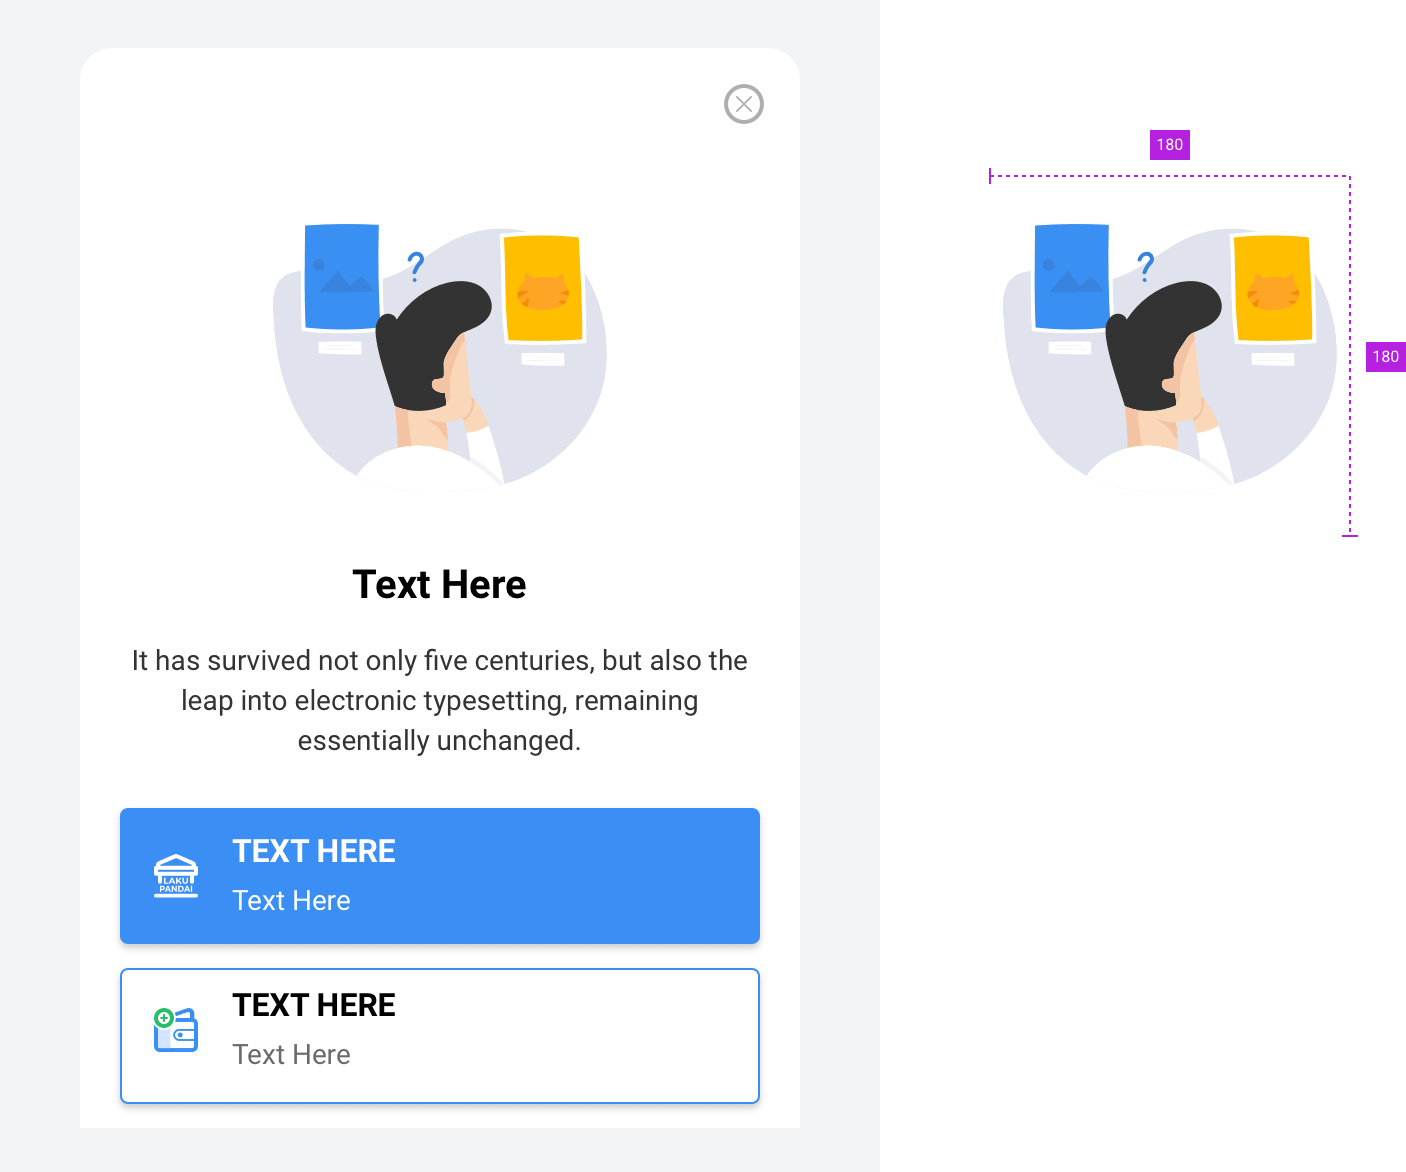 180
180
?
?
Text Here
It has survived not only five centuries, but also the
leap into electronic typesetting, remaining
essentially unchanged.
LAKU
PANDAI
TEXT HERE
Text Here
TEXT HERE
Text Here